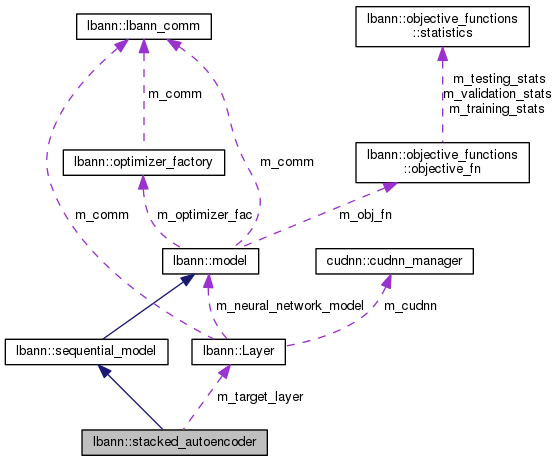 lbann::lbann_comm
lbann::objective_functions
::statistics
m_testing_stats
m_validation_stats
m_training_stats
m_comm
lbann::optimizer_factory
lbann::objective_functions
::objective_fn
m_comm
m_comm
m_optimizer_fac
m_obj_fn
lbann::model
cudnn::cudnn_manager
m_neural_network_model
m_cudnn
lbann::sequential_model
lbann::Layer
m_target_layer
lbann::stacked_autoencoder